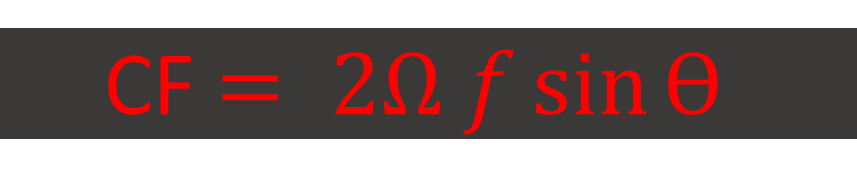 CF = 2Ω f sin θ